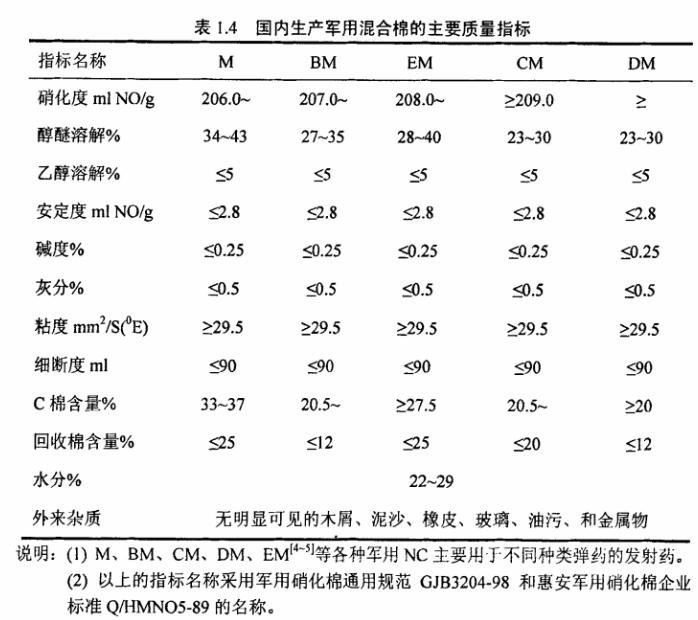 表 1.4 国内生产军用混合棉的主要质量指标
指标名称 M BM EM CM DM
硝化度 ml NO/g 206.0~ 207.0~ 208.0~ ≥209.0 ≥
醇醚溶解% 34~43 27~35 28~40 23~30 23~30
乙醇溶解% ≤5 ≤5 ≤5 ≤5 ≤5
安定度 ml NO/g ≤2.8 ≤2.8 ≤2.8 ≤2.8 ≤2.8
碱度% ≤0.25 ≤0.25 ≤0.25 ≤0.25 ≤0.25
灰分% ≤0.5 ≤0.5 ≤0.5 ≤0.5 ≤0.5
粘度 mm²/S(⁰E) ≥29.5 ≥29.5 ≥29.5 ≥29.5 ≥29.5
细断度 ml ≤90 ≤90 ≤90 ≤90 ≤90
C 棉含量% 33~37 20.5~ ≥27.5 20.5~ ≥20
回收棉含量% ≤25 ≤12 ≤25 ≤20 ≤12
水分% 22~29
外来杂质 无明显可见的木屑、泥沙、橡皮、玻璃、油污、和金属物
说明：(1) M、BM、CM、DM、EM[4~5]等各种军用 NC 主要用于不同种类弹药的发射药。
(2) 以上的指标名称采用军用硝化棉通用规范 GJB3204-98 和惠安军用硝化棉企业
标准 Q/HMNO5-89 的名称。